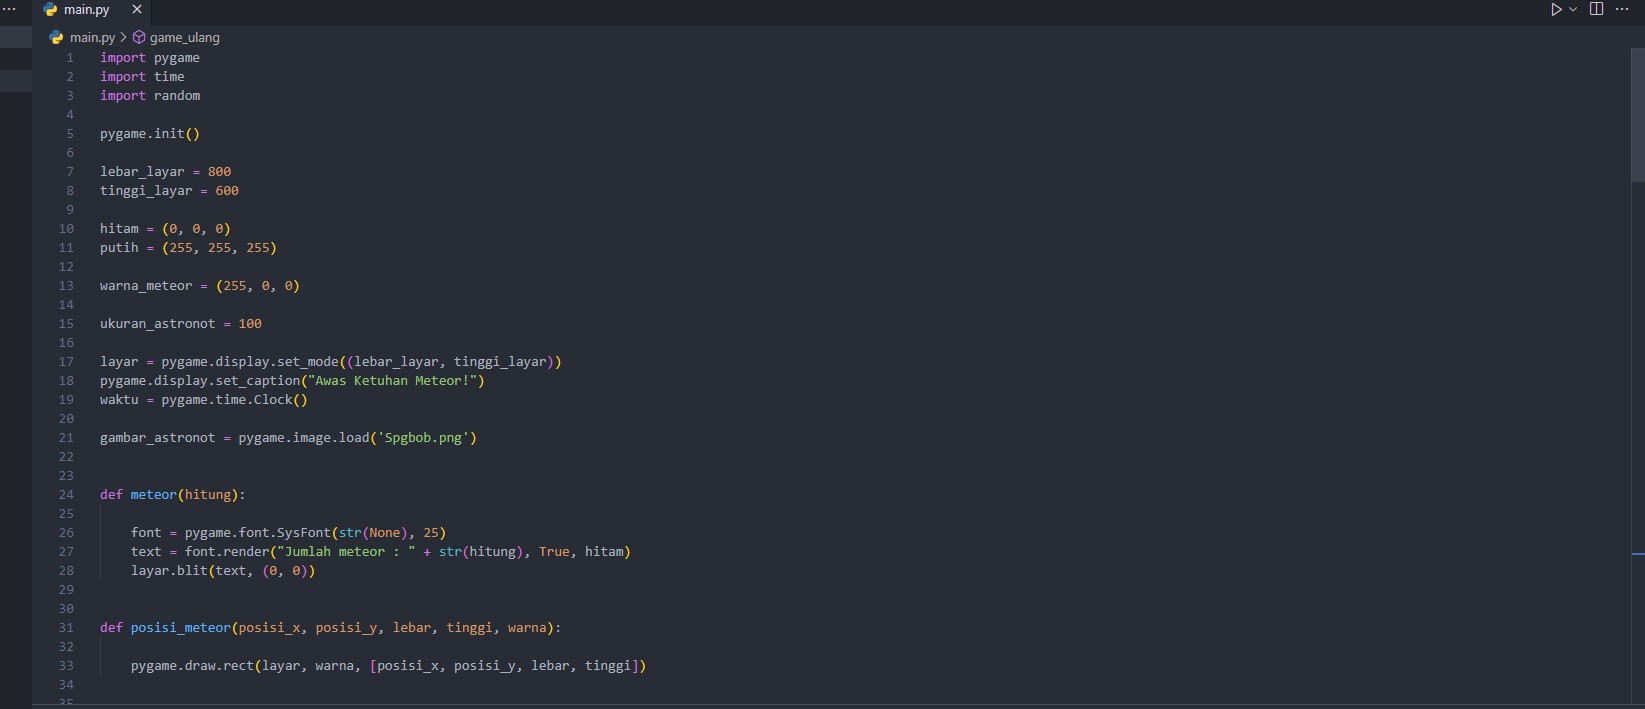 main.py
main.py > game_ulang
1 import pygame
2 import time
3 import random
4
5 pygame.init()
6
7 lebar_layar = 800
8 tinggi_layar = 600
9
10 hitam = (0, 0, 0)
11 putih = (255, 255, 255)
12
13 warna_meteor = (255, 0, 0)
14
15 ukuran_astronot = 100
16
17 layar = pygame.display.set_mode((lebar_layar, tinggi_layar))
18 pygame.display.set_caption("Awas Ketuhan Meteor!")
19 waktu = pygame.time.Clock()
20
21 gambar_astronot = pygame.image.load('Spgbob.png')
22
23
24 def meteor(hitung):
25
26 font = pygame.font.SysFont(str(None), 25)
27 text = font.render("Jumlah meteor : " + str(hitung), True, hitam)
28 layar.blit(text, (0, 0))
29
30
31 def posisi_meteor(posisi_x, posisi_y, lebar, tinggi, warna):
32
33 pygame.draw.rect(layar, warna, [posisi_x, posisi_y, lebar, tinggi])
34
35